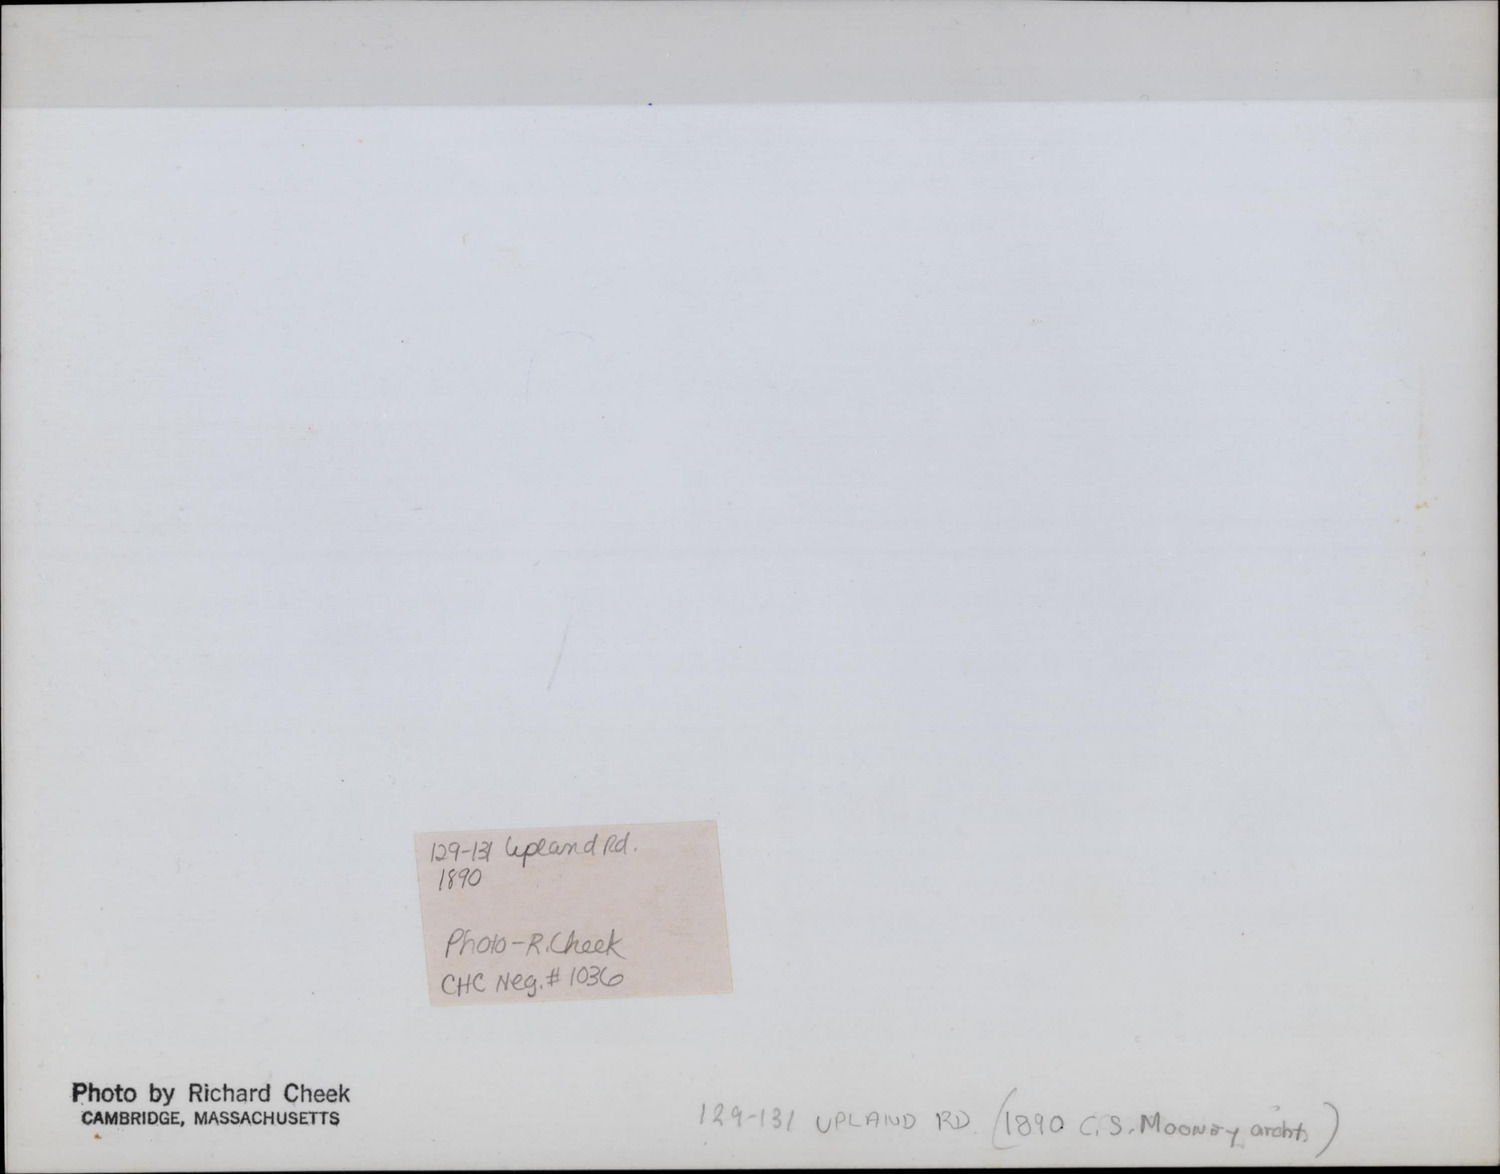 129-131 Upland Rd.
1890
Photo-R.Cheek
CHC Neg.# 1036
Photo by Richard Cheek
CAMBRIDGE, MASSACHUSETTS
129-131 UPLAND RD. (1890 C.S. Mooney archt.)